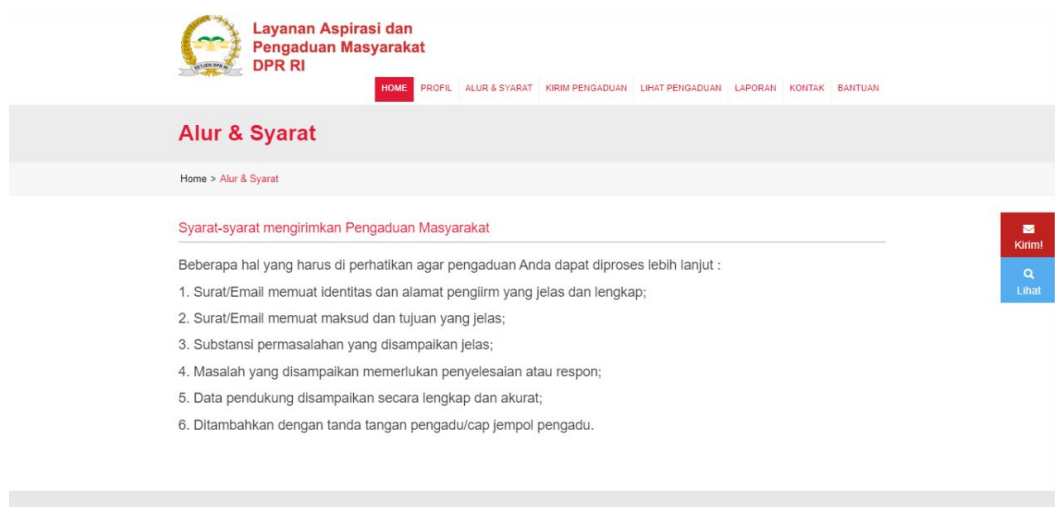 Layanan Aspirasi dan
Pengaduan Masyarakat
DPR RI
SETJEN DPR RI
HOME PROFIL ALUR & SYARAT KIRIM PENGADUAN LIHAT PENGADUAN LAPORAN KONTAK BANTUAN
Alur & Syarat
Home > Alur & Syarat
Syarat-syarat mengirimkan Pengaduan Masyarakat
Beberapa hal yang harus di perhatikan agar pengaduan Anda dapat diproses lebih lanjut :
1. Surat/Email memuat identitas dan alamat pengiirm yang jelas dan lengkap;
2. Surat/Email memuat maksud dan tujuan yang jelas;
3. Substansi permasalahan yang disampaikan jelas;
4. Masalah yang disampaikan memerlukan penyelesaian atau respon;
5. Data pendukung disampaikan secara lengkap dan akurat;
6. Ditambahkan dengan tanda tangan pengadu/cap jempol pengadu.
Kirim!
Lihat